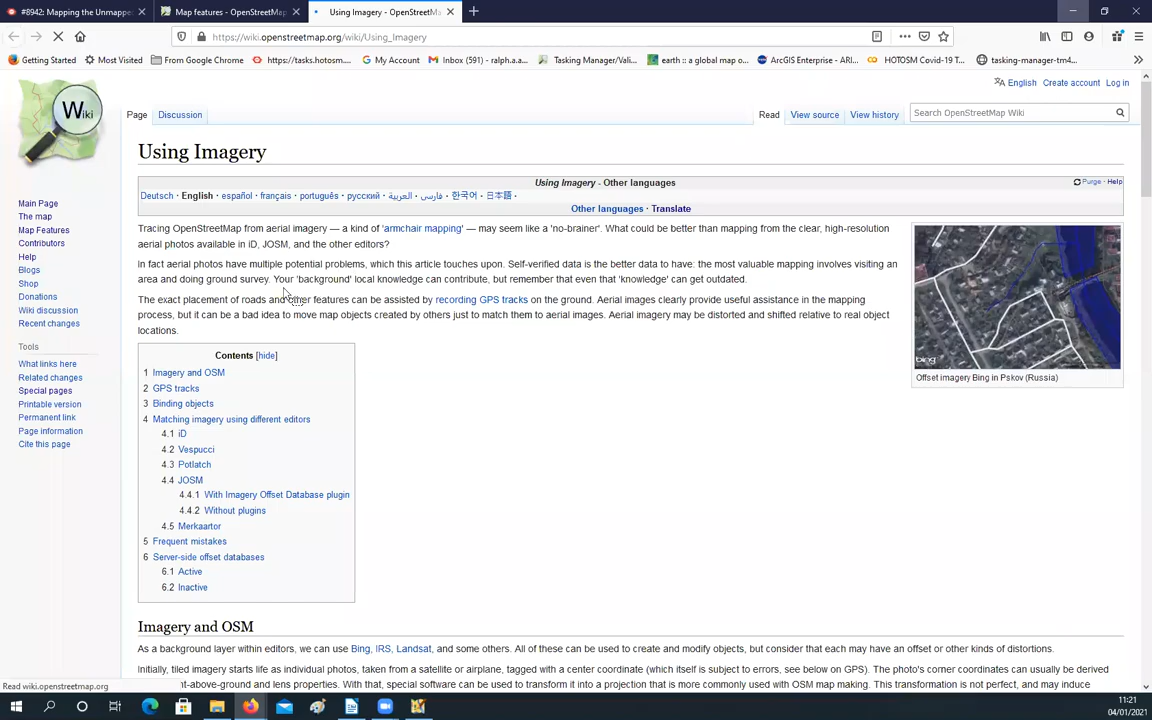 #8942: Mapping the Unmappe
Map features - OpenStreetMap
Using Imagery - OpenStreetMa
https://wiki.openstreetmap.org/wiki/Using_Imagery
Getting Started Most Visited From Google Chrome https://tasks.hotosm.... My Account Inbox (591) - ralph.a.a... Tasking Manager/Vali... earth :: a global map o... ArcGIS Enterprise - ARI... HOTOSM Covid-19 T... tasking-manager-tm4...
English Create account Log in
Wiki
Page Discussion Read View source View history Search OpenStreetMap Wiki
Using Imagery
Using Imagery - Other languages
Purge · Help
Deutsch · English · español · français · português · русский · العربية · فارسی · 한국어 · 日本語 ·
Other languages · Translate
Main Page
The map
Map Features
Contributors
Help
Blogs
Shop
Donations
Wiki discussion
Recent changes
Tools
What links here
Related changes
Special pages
Printable version
Permanent link
Page information
Cite this page
Tracing OpenStreetMap from aerial imagery — a kind of 'armchair mapping' — may seem like a 'no-brainer'. What could be better than mapping from the clear, high-resolution
aerial photos available in iD, JOSM, and the other editors?
In fact aerial photos have multiple potential problems, which this article touches upon. Self-verified data is the better data to have: the most valuable mapping involves visiting an
area and doing ground survey. Your 'background' local knowledge can contribute, but remember that even that 'knowledge' can get outdated.
The exact placement of roads and other features can be assisted by recording GPS tracks on the ground. Aerial images clearly provide useful assistance in the mapping
process, but it can be a bad idea to move map objects created by others just to match them to aerial images. Aerial imagery may be distorted and shifted relative to real object
locations.
bing
Offset imagery Bing in Pskov (Russia)
Contents [hide]
1 Imagery and OSM
2 GPS tracks
3 Binding objects
4 Matching imagery using different editors
4.1 iD
4.2 Vespucci
4.3 Potlatch
4.4 JOSM
4.4.1 With Imagery Offset Database plugin
4.4.2 Without plugins
4.5 Merkaartor
5 Frequent mistakes
6 Server-side offset databases
6.1 Active
6.2 Inactive
Imagery and OSM
As a background layer within editors, we can use Bing, IRS, Landsat, and some others. All of these can be used to create and modify objects, but consider that each may have an offset or other kinds of distortions.
Initially, tiled imagery starts life as individual photos, taken from a satellite or airplane, tagged with a center coordinate (which itself is subject to errors, see below on GPS). The photo's corner coordinates can usually be derived
t-above-ground and lens properties. With that, special software can be used to transform it into a projection that is more commonly used with OSM map making. This transformation is not perfect, and may induce
Read wiki.openstreetmap.org
11:21
04/01/2021